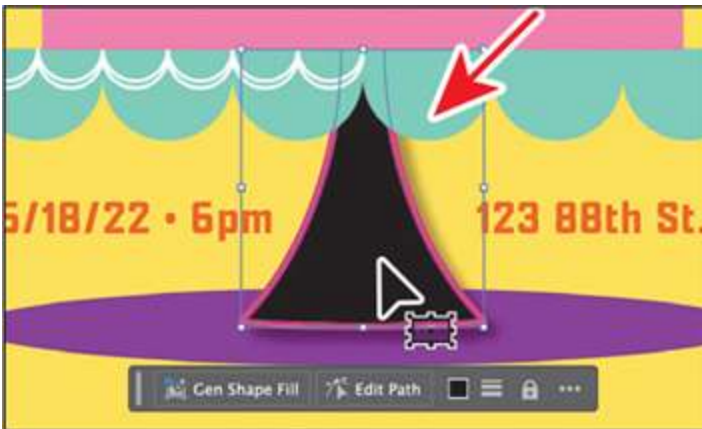 5/18/22 • 6pm
123 88th St.
Gen Shape Fill
Edit Path